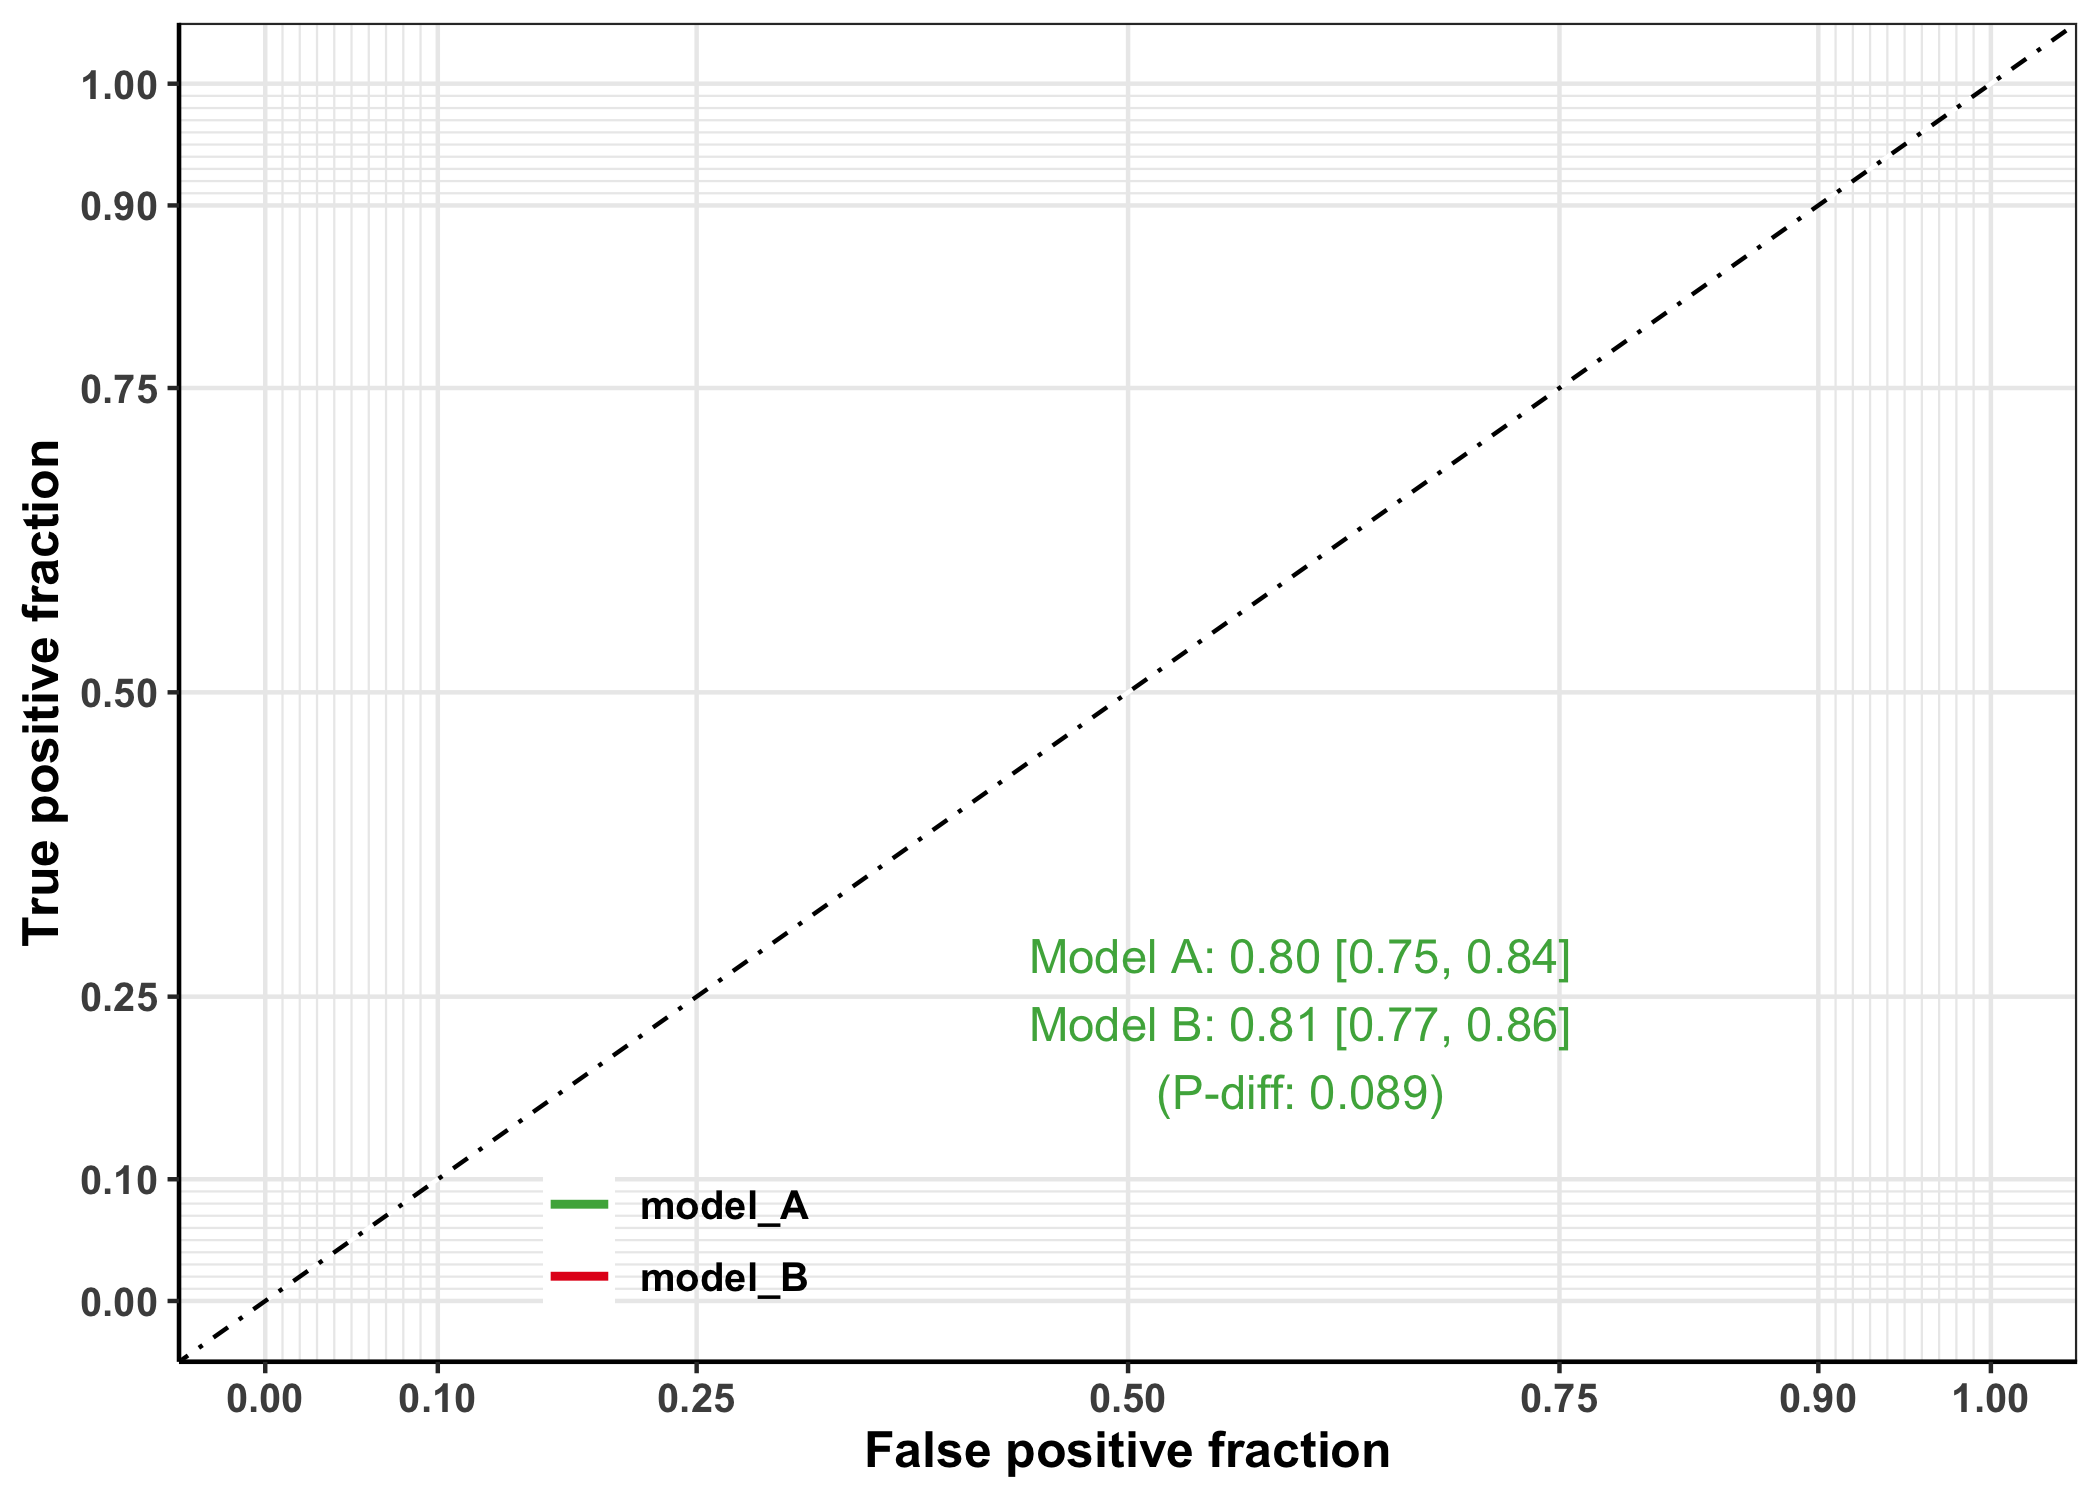 True positive fraction
1.00
0.90
0.75
0.50
0.25
0.10
0.00
Model A: 0.80 [0.75, 0.84]
Model B: 0.81 [0.77, 0.86]
(P-diff: 0.089)
model_A
model_B
0.00 0.10 0.25 0.50 0.75 0.90 1.00
False positive fraction